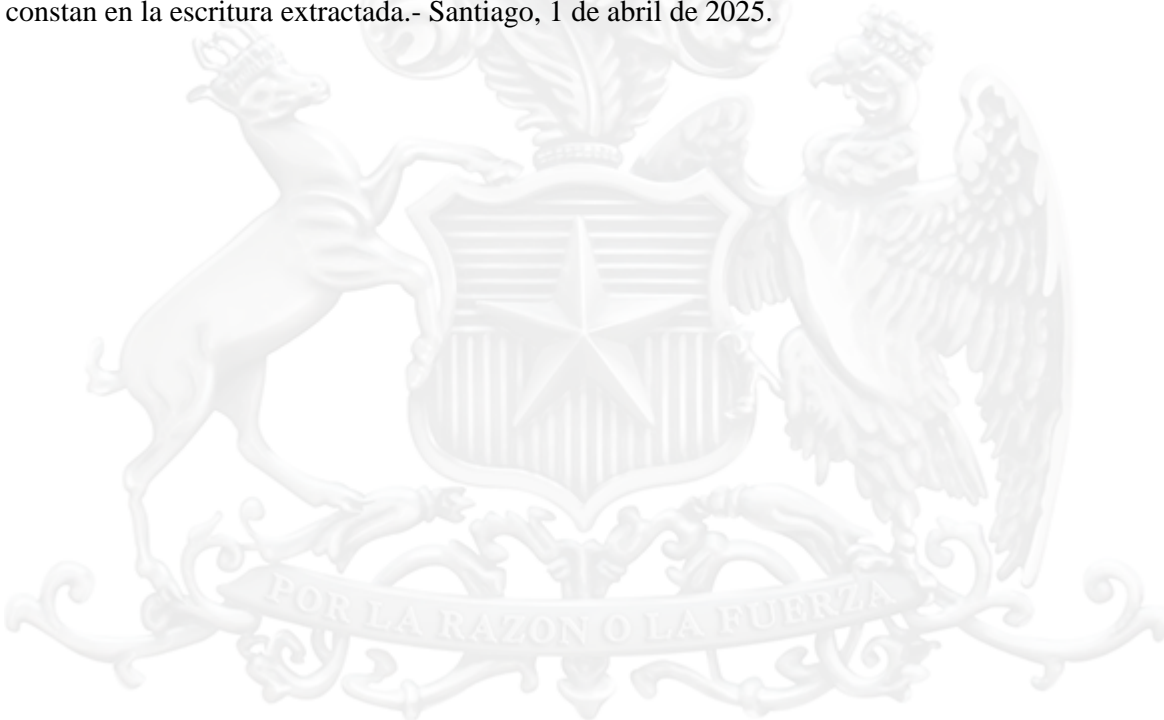 constan en la escritura extractada.- Santiago, 1 de abril de 2025.
POR LA RAZON O LA FUERZA